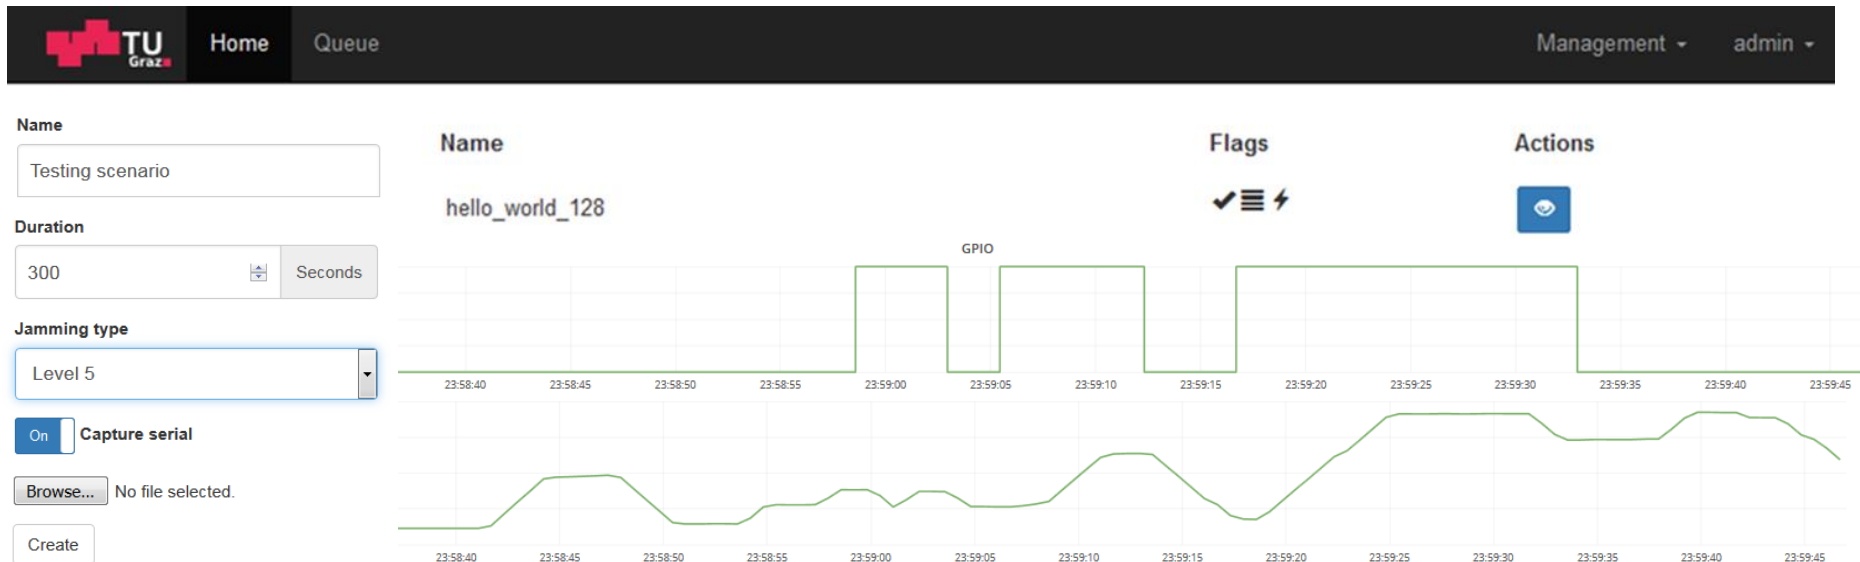 TU
Graz
Home
Queue
Management
admin
Name
Testing scenario
Duration
300
Seconds
Jamming type
Level 5
On
Capture serial
Browse...
No file selected.
Create
Name
Flags
Actions
hello_world_128
GPIO
23:58:40 23:58:45 23:58:50 23:58:55 23:59:00 23:59:05 23:59:10 23:59:15 23:59:20 23:59:25 23:59:30 23:59:35 23:59:40 23:59:45
23:58:40 23:58:45 23:58:50 23:58:55 23:59:00 23:59:05 23:59:10 23:59:15 23:59:20 23:59:25 23:59:30 23:59:35 23:59:40 23:59:45